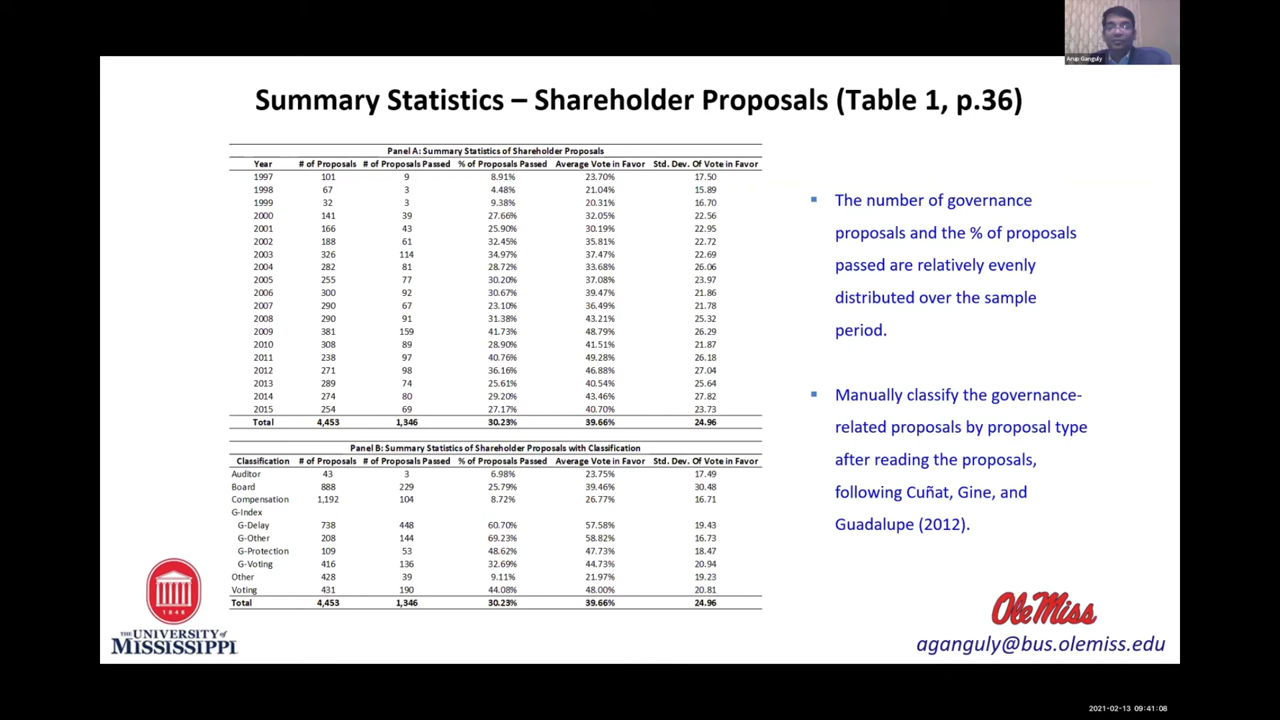 Arup Ganguly
Summary Statistics – Shareholder Proposals (Table 1, p.36)
Panel A: Summary Statistics of Shareholder Proposals
Year # of Proposals # of Proposals Passed % of Proposals Passed Average Vote in Favor Std. Dev. Of Vote in Favor
1997 101 9 8.91% 23.70% 17.50
1998 67 3 4.48% 21.04% 15.89
1999 32 3 9.38% 20.31% 16.70
2000 141 39 27.66% 32.05% 22.56
2001 166 43 25.90% 30.19% 22.95
2002 188 61 32.45% 35.81% 22.72
2003 326 114 34.97% 37.47% 22.69
2004 282 81 28.72% 33.68% 26.06
2005 255 77 30.20% 37.08% 23.97
2006 300 92 30.67% 39.47% 21.86
2007 290 67 23.10% 36.49% 21.78
2008 290 91 31.38% 43.21% 25.32
2009 381 159 41.73% 48.79% 26.29
2010 308 89 28.90% 41.51% 21.87
2011 238 97 40.76% 49.28% 26.18
2012 271 98 36.16% 46.88% 27.04
2013 289 74 25.61% 40.54% 25.64
2014 274 80 29.20% 43.46% 27.82
2015 254 69 27.17% 40.70% 23.73
Total 4,453 1,346 30.23% 39.66% 24.96
Panel B: Summary Statistics of Shareholder Proposals with Classification
Classification # of Proposals # of Proposals Passed % of Proposals Passed Average Vote in Favor Std. Dev. Of Vote in Favor
Auditor 43 3 6.98% 23.75% 17.49
Board 888 229 25.79% 39.46% 30.48
Compensation 1,192 104 8.72% 26.77% 16.71
G-Index
G-Delay 738 448 60.70% 57.58% 19.43
G-Other 208 144 69.23% 58.82% 16.73
G-Protection 109 53 48.62% 47.73% 18.47
G-Voting 416 136 32.69% 44.73% 20.94
Other 428 39 9.11% 21.97% 19.23
Voting 431 190 44.08% 48.00% 20.81
Total 4,453 1,346 30.23% 39.66% 24.96
▪ The number of governance
proposals and the % of proposals
passed are relatively evenly
distributed over the sample
period.
▪ Manually classify the governance-
related proposals by proposal type
after reading the proposals,
following Cuñat, Gine, and
Guadalupe (2012).
1848
THE UNIVERSITY of
MISSISSIPPI
Ole Miss
aganguly@bus.olemiss.edu
2021-02-13 09:41:08